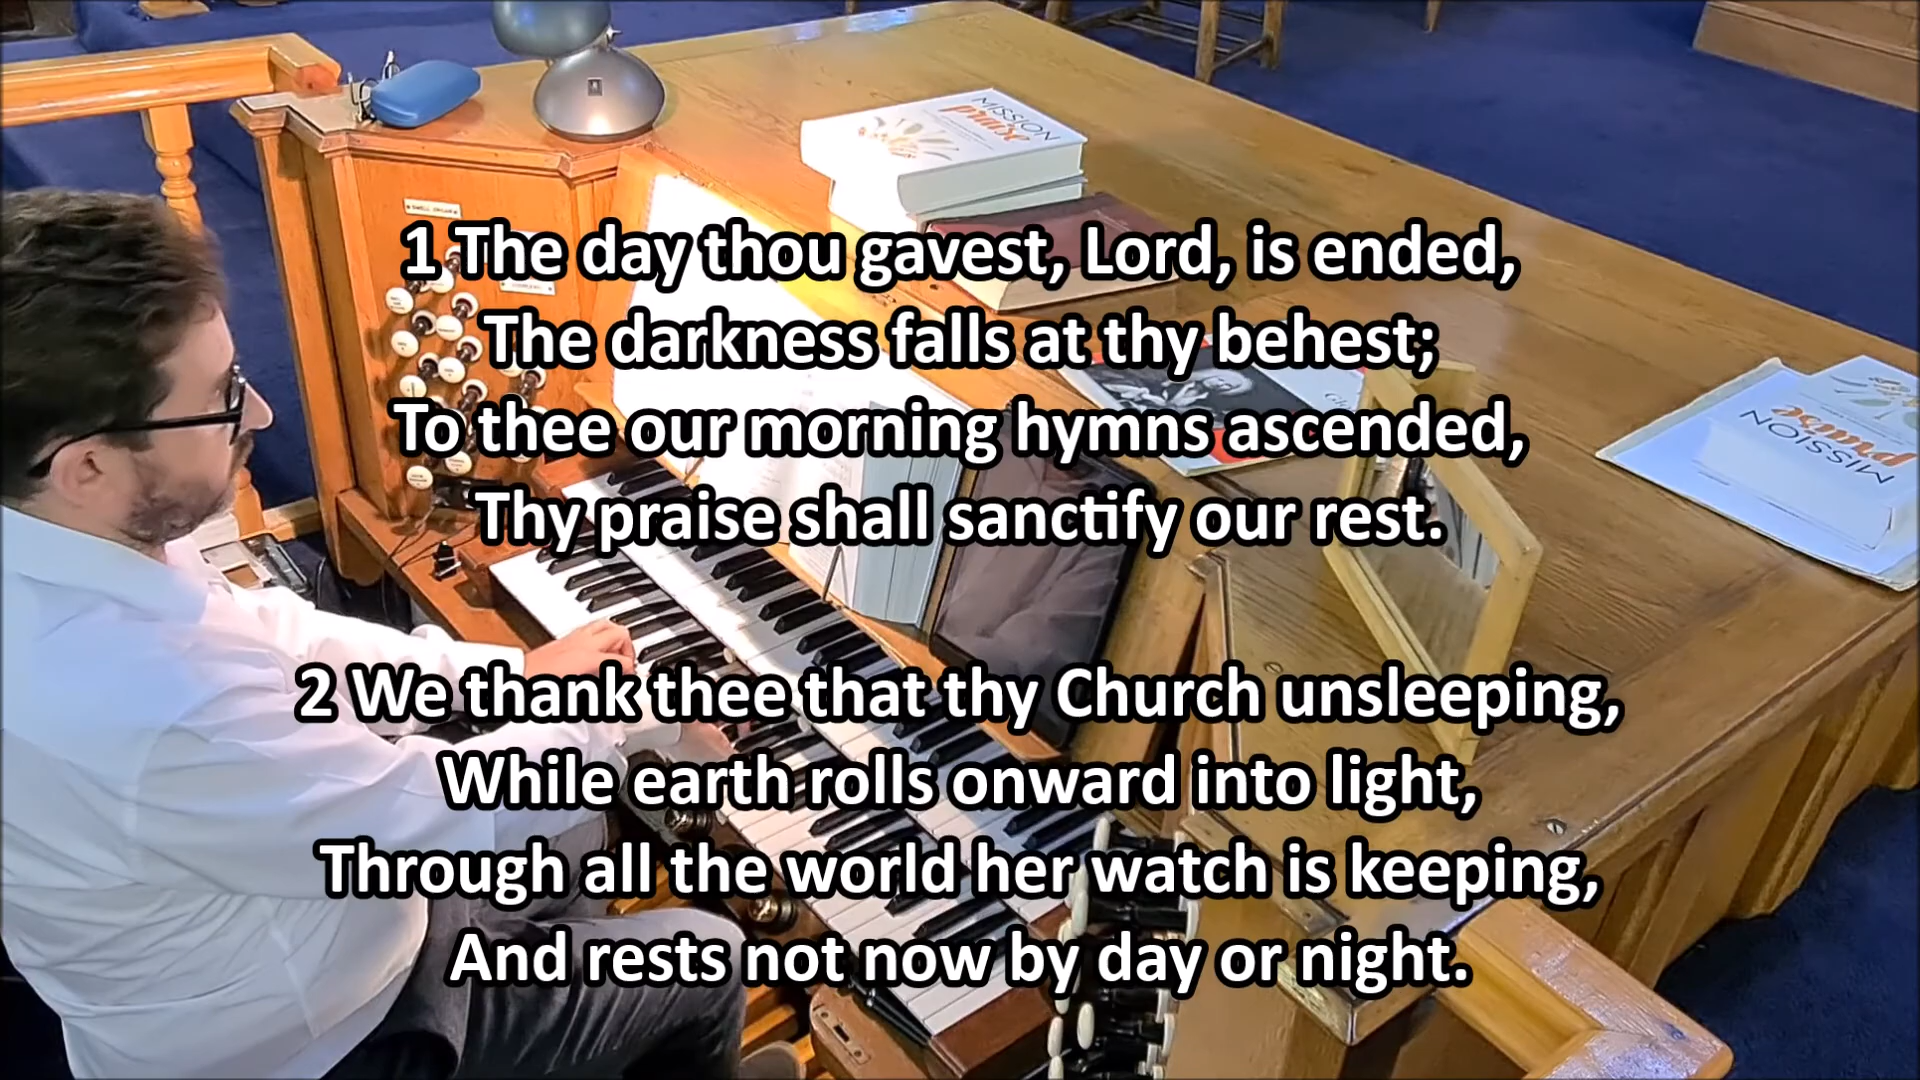 MISSION
praise
1 The day thou gavest, Lord, is ended,
The darkness falls at thy behest;
To thee our morning hymns ascended,
Thy praise shall sanctify our rest.
MISSION
praise
2 We thank thee that thy Church unsleeping,
While earth rolls onward into light,
Through all the world her watch is keeping,
And rests not now by day or night.